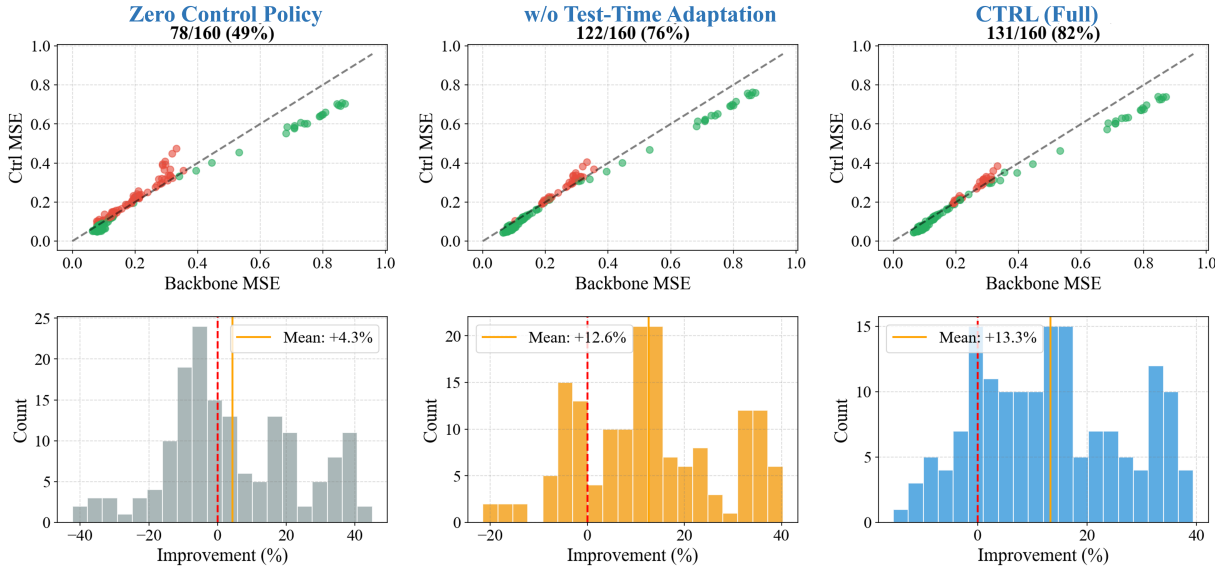 Zero Control Policy
78/160 (49%)
w/o Test-Time Adaptation
122/160 (76%)
CTRL (Full)
131/160 (82%)
Ctrl MSE
1.0
0.8
0.6
0.4
0.2
0.0
0.0 0.2 0.4 0.6 0.8 1.0
Backbone MSE
Ctrl MSE
1.0
0.8
0.6
0.4
0.2
0.0
0.0 0.2 0.4 0.6 0.8 1.0
Backbone MSE
Ctrl MSE
1.0
0.8
0.6
0.4
0.2
0.0
0.0 0.2 0.4 0.6 0.8 1.0
Backbone MSE
Count
25
20
15
10
5
0
Mean: +4.3%
−40 −20 0 20 40
Improvement (%)
Count
20
15
10
5
0
Mean: +12.6%
−20 0 20 40
Improvement (%)
Count
15
10
5
0
Mean: +13.3%
0 20 40
Improvement (%)